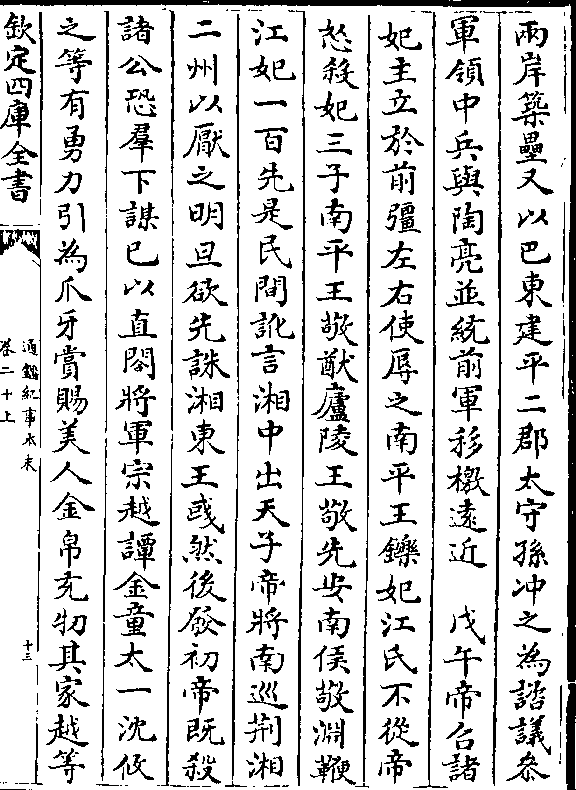 兩岸築壘又以巴東建平二郡太守孫冲之為諮議叅
軍領中兵與陶亮並統前軍移檄遠近　戊午帝召諸
妃主立於前彊左右使辱之南平王鑠妃江氏不從帝
怒殺妃三子南平王敬猷廬陵王敬先安南侯敬淵鞭
江妃一百先是民間訛言湘中出天子帝將南巡荆湘
二州以厭之明旦欲先誅湘東王彧然後發初帝既殺
諸公恐羣下謀已以直閤將軍宗越譚金童太一沈攸
之等有勇力引為爪牙賞賜美人金帛充牣其家越等
欽定四庫全書
通鑑紀事本末
卷二十上
十三